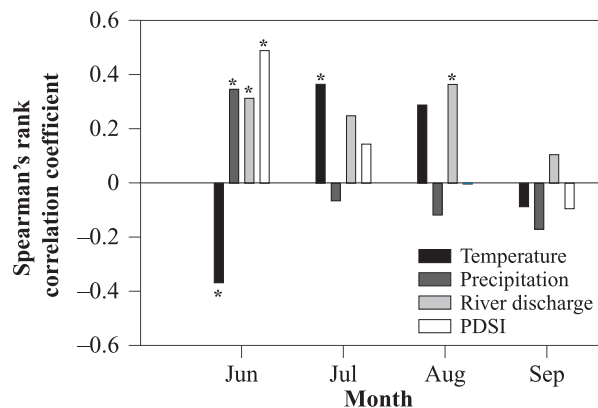 0.6
0.4
0.2
0
–0.2
–0.4
–0.6
Spearman's rank
correlation coefficient
* * * * * * *
Temperature
Precipitation
River discharge
PDSI
Jun Jul Aug Sep
Month